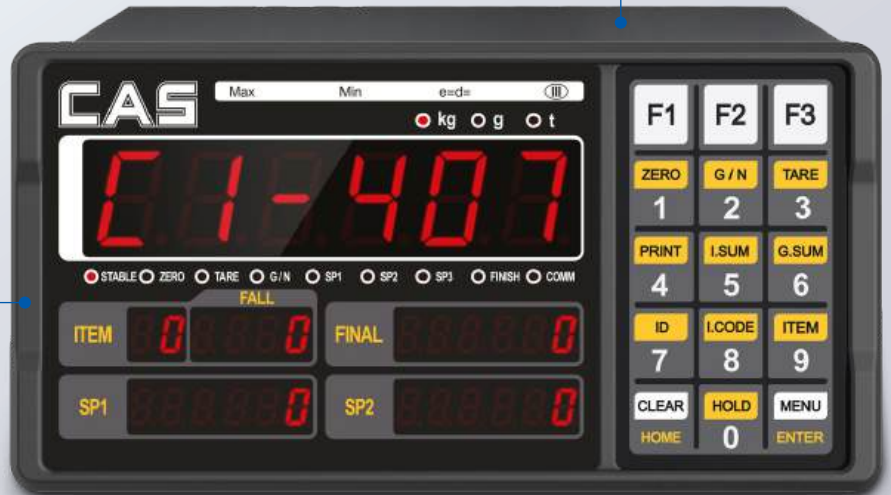 CAS
Max Min e=d= III
kg g t
C1-407
STABLE ZERO TARE G/N SP1 SP2 SP3 FINISH COMM
FALL
ITEM 0 0 FINAL 0
SP1 0 SP2 0
F1 F2 F3
ZERO G/N TARE
1 2 3
PRINT I.SUM G.SUM
4 5 6
ID I.CODE ITEM
7 8 9
CLEAR HOLD MENU
HOME 0 ENTER